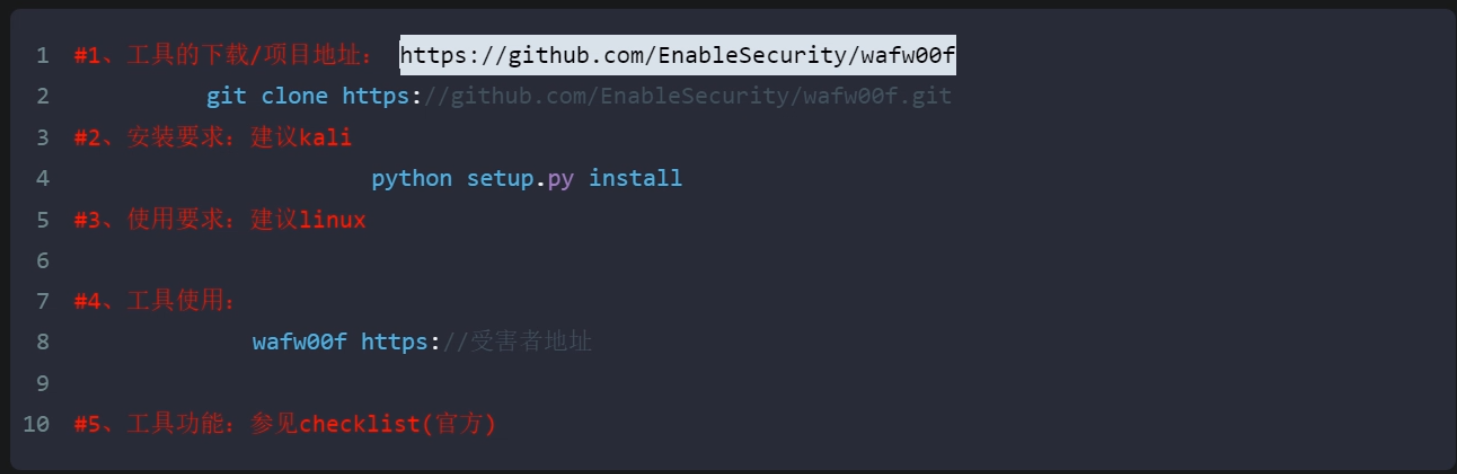 1 #1、工具的下载/项目地址： https://github.com/EnableSecurity/wafw00f
2 git clone https://github.com/EnableSecurity/wafw00f.git
3 #2、安装要求：建议kali
4 python setup.py install
5 #3、使用要求：建议linux
6
7 #4、工具使用：
8 wafw00f https://受害者地址
9
10 #5、工具功能：参见checklist(官方)